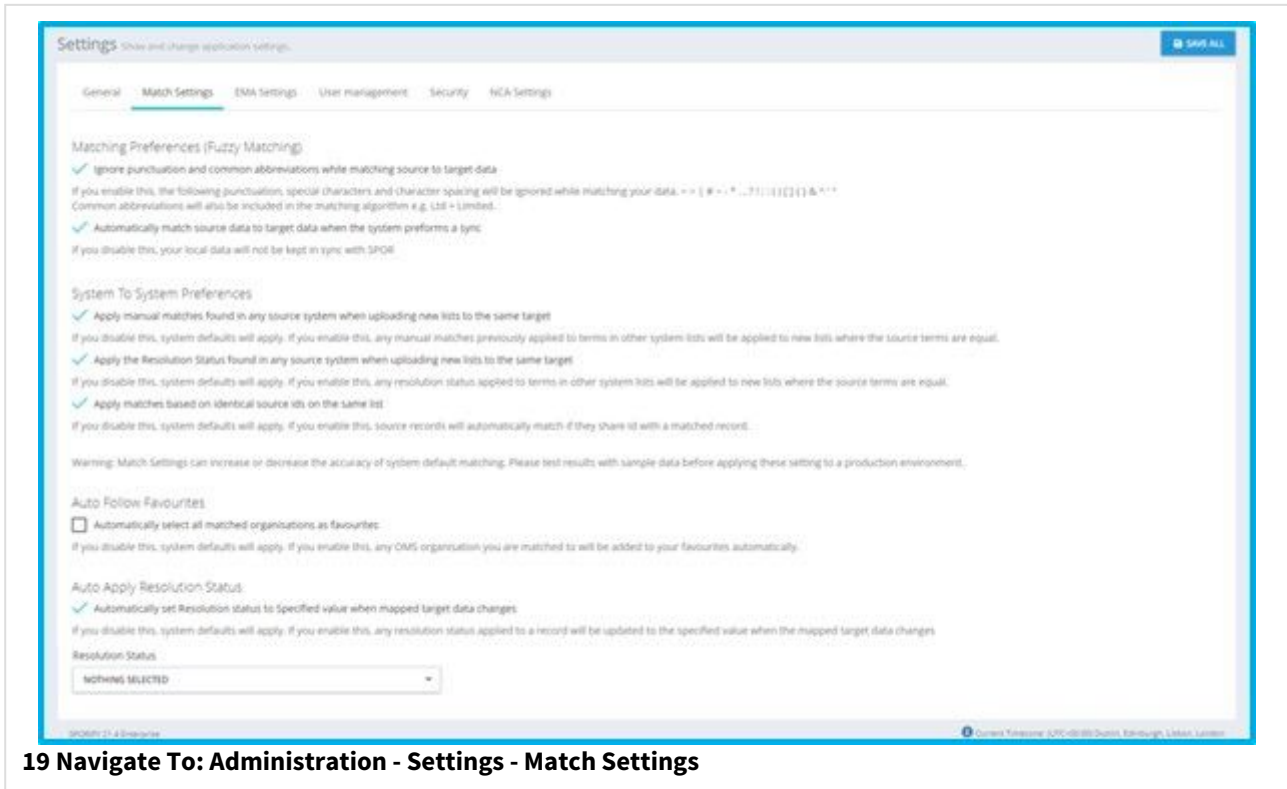 Settings Show and change application settings.
SAVE ALL
General Match Settings EMA Settings User management Security NCA Settings
Matching Preferences (Fuzzy Matching)
Ignore punctuation and common abbreviations while matching source to target data
If you enable this, the following punctuation, special characters and character spacing will be ignored while matching your data.
Common abbreviations will also be included in the matching algorithm e.g. Ltd = Limited.
Automatically match source data to target data when the system preforms a sync
If you disable this, your local data will not be kept in sync with SPOR
System To System Preferences
Apply manual matches found in any source system when uploading new lists to the same target
If you disable this, system defaults will apply. If you enable this, any manual matches previously applied to terms in other system lists will be applied to new lists where the source terms are equal.
Apply the Resolution Status found in any source system when uploading new lists to the same target
If you disable this, system defaults will apply. If you enable this, any resolution status applied to terms in other system lists will be applied to new lists where the source terms are equal.
Apply matches based on identical source ids on the same list
If you disable this, system defaults will apply. If you enable this, source records will automatically match if they share id with a matched record.
Warning: Match Settings can increase or decrease the accuracy of system default matching. Please test results with sample data before applying these setting to a production environment.
Auto Follow Favourites
Automatically select all matched organisations as favourites
If you disable this, system defaults will apply. If you enable this, any OMS organisation you are matched to will be added to your favourites automatically.
Auto Apply Resolution Status
Automatically set Resolution status to Specified value when mapped target data changes
If you disable this, system defaults will apply. If you enable this, any resolution status applied to a record will be updated to the specified value when the mapped target data changes
Resolution Status
NOTHING SELECTED
SPORIFY 21.4 Enterprise
Current Timezone: (UTC+00:00) Dublin, Edinburgh, Lisbon, London
19 Navigate To: Administration - Settings - Match Settings